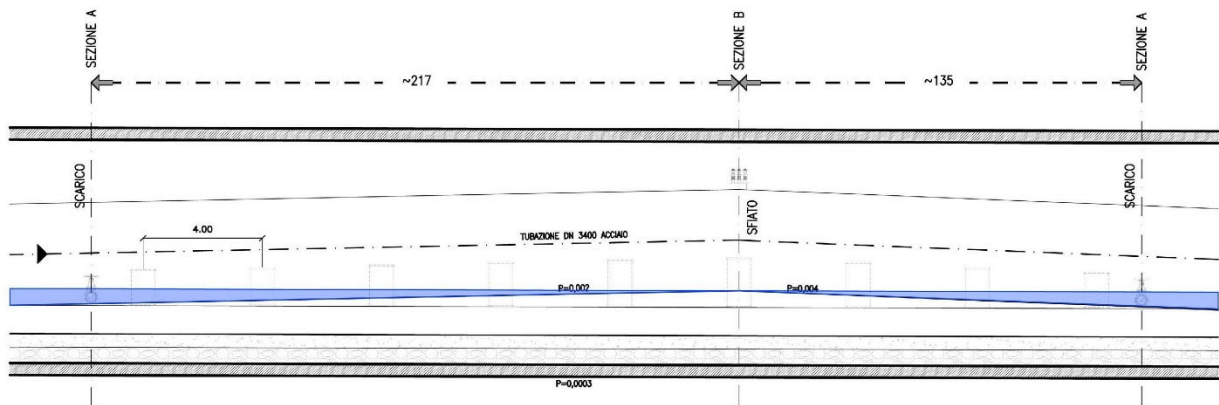 SEZIONE A
SEZIONE B
SEZIONE A
~217
~135
SCARICO
SFIATO
SCARICO
4.00
TUBAZIONE DN 3400 ACCIAIO
P=0,002
P=0,004
P=0,0003